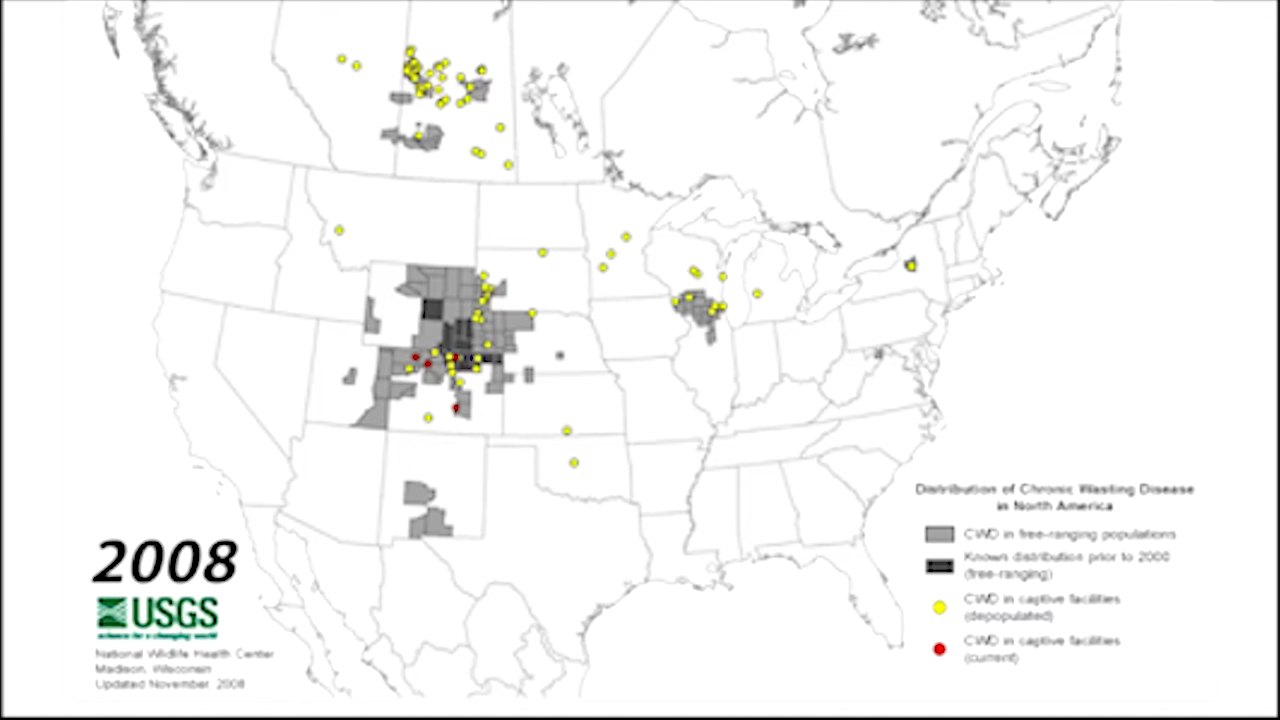 Distribution of Chronic Wasting Disease
in North America
CWD in free-ranging populations
Known distribution prior to 2000
(free-ranging)
CWD in captive facilities
(depopulated)
CWD in captive facilities
(current)
2008
USGS
science for a changing world
National Wildlife Health Center
Madison, Wisconsin
Updated November 2008